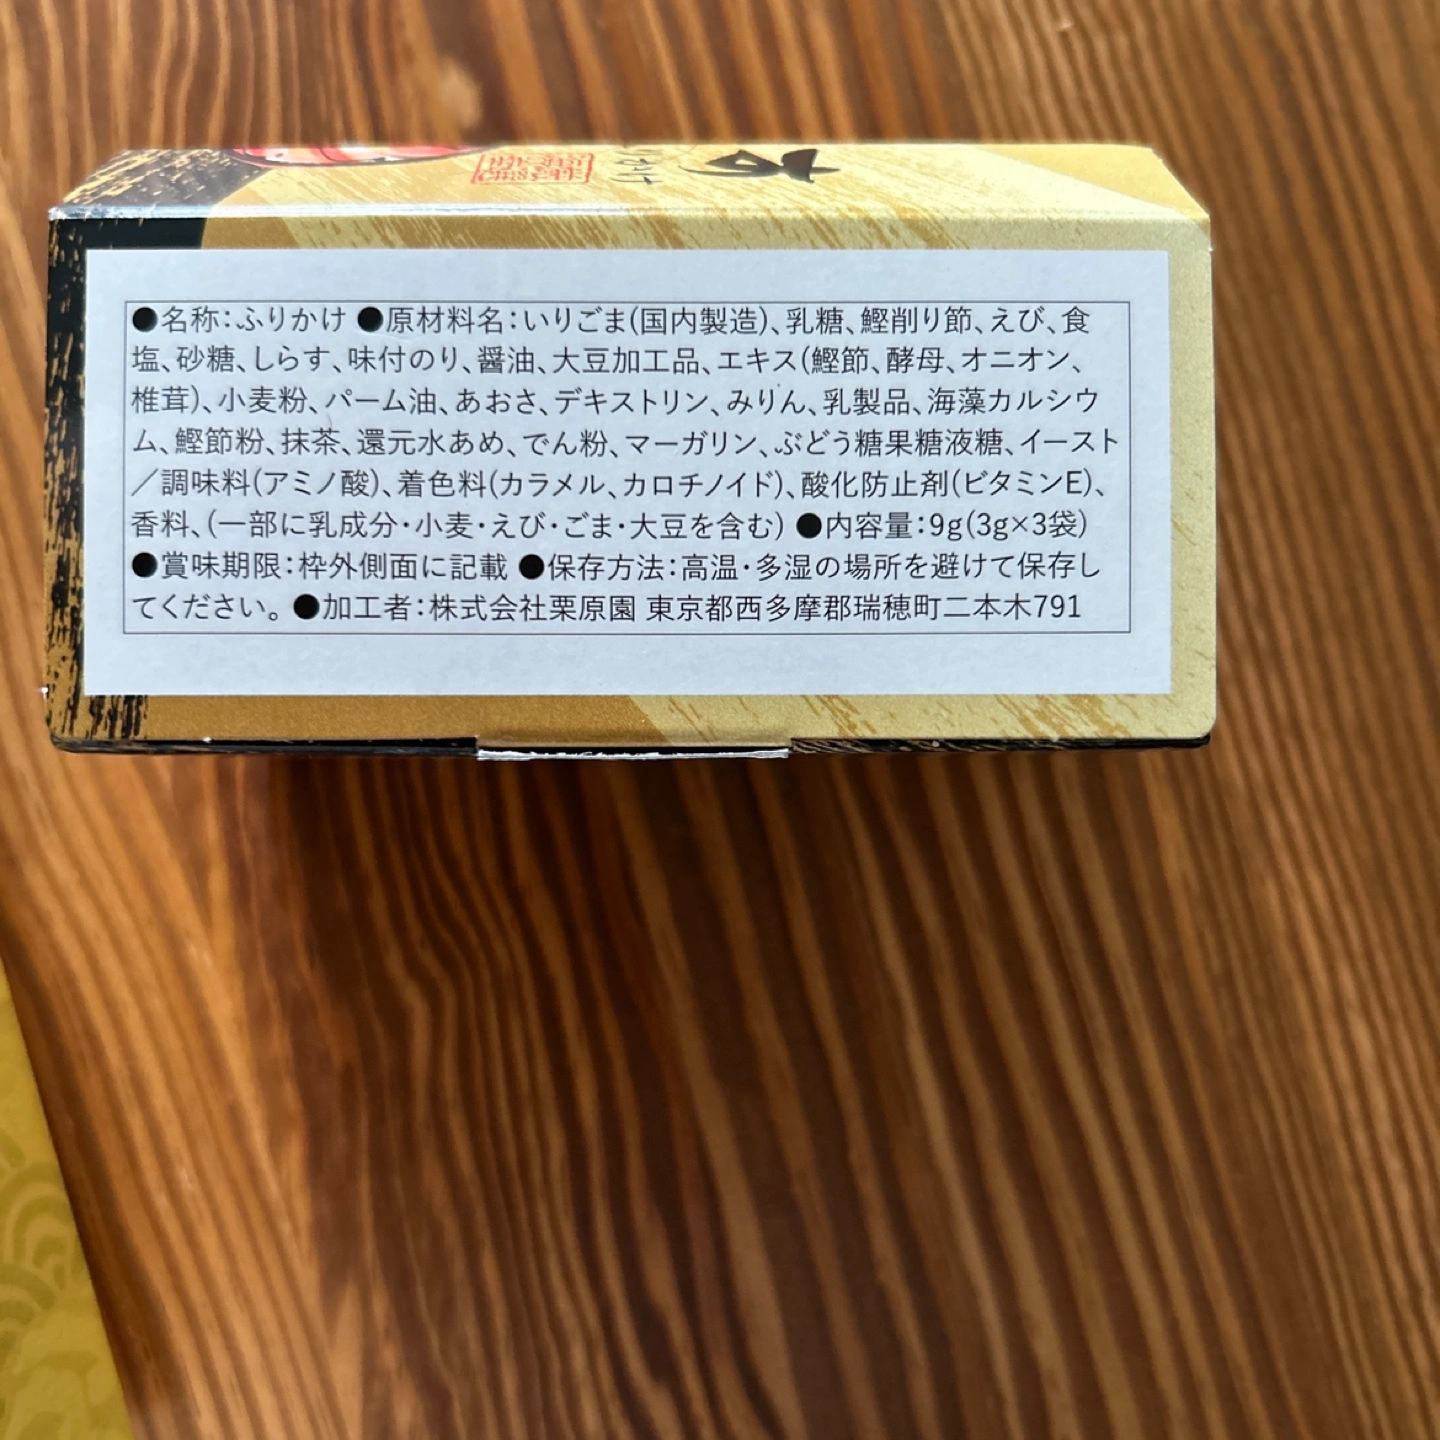 ●名称：ふりかけ ●原材料名：いりごま(国内製造)、乳糖、鰹削り節、えび、食
塩、砂糖、しらす、味付のり、醤油、大豆加工品、エキス(鰹節、酵母、オニオン、
椎茸)、小麦粉、パーム油、あおさ、デキストリン、みりん、乳製品、海藻カルシウ
ム、鰹節粉、抹茶、還元水あめ、でん粉、マーガリン、ぶどう糖果糖液糖、イースト
／調味料(アミノ酸)、着色料(カラメル、カロチノイド)、酸化防止剤(ビタミンE)、
香料、(一部に乳成分・小麦・えび・ごま・大豆を含む) ●内容量：9g(3g×3袋)
●賞味期限：枠外側面に記載 ●保存方法：高温・多湿の場所を避けて保存し
てください。 ●加工者：株式会社栗原園 東京都西多摩郡瑞穂町二本木791